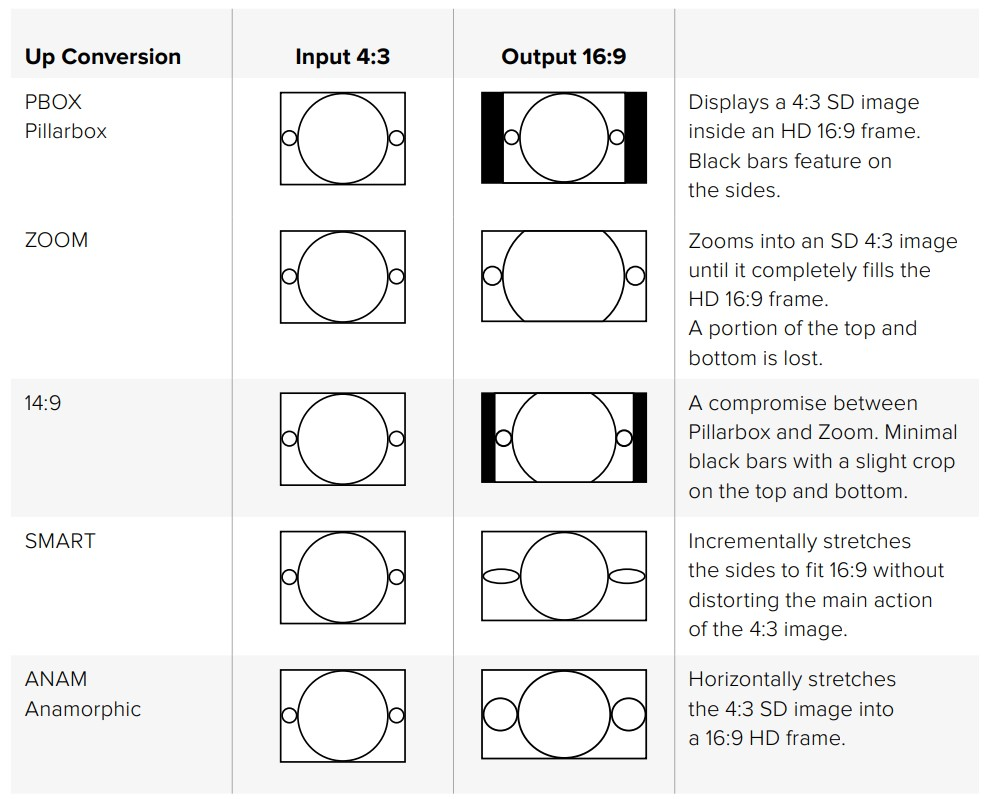 Up Conversion
Input 4:3
Output 16:9
PBOX
Pillarbox
Displays a 4:3 SD image
inside an HD 16:9 frame.
Black bars feature on
the sides.
ZOOM
Zooms into an SD 4:3 image
until it completely fills the
HD 16:9 frame.
A portion of the top and
bottom is lost.
14:9
A compromise between
Pillarbox and Zoom. Minimal
black bars with a slight crop
on the top and bottom.
SMART
Incrementally stretches
the sides to fit 16:9 without
distorting the main action
of the 4:3 image.
ANAM
Anamorphic
Horizontally stretches
the 4:3 SD image into
a 16:9 HD frame.